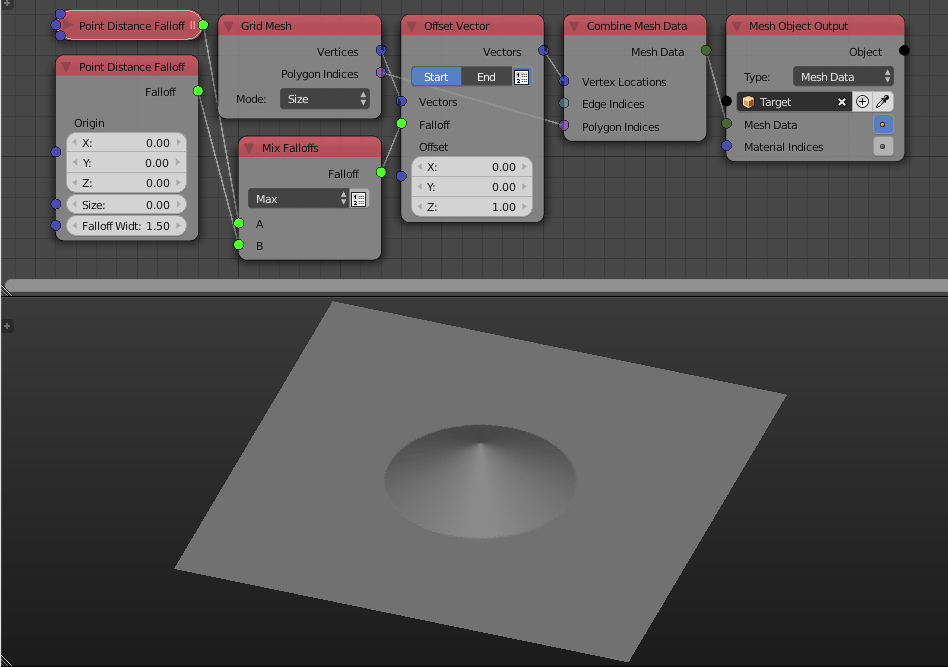 Point Distance Falloff
Point Distance Falloff
Falloff
Origin
X: 0.00
Y: 0.00
Z: 0.00
Size: 0.00
Falloff Widt: 1.50
Grid Mesh
Vertices
Polygon Indices
Mode: Size
Mix Falloffs
Falloff
Max
A
B
Offset Vector
Vectors
Start End
Vectors
Falloff
Offset
X: 0.00
Y: 0.00
Z: 1.00
Combine Mesh Data
Mesh Data
Vertex Locations
Edge Indices
Polygon Indices
Mesh Object Output
Object
Type: Mesh Data
Target
Mesh Data
Material Indices